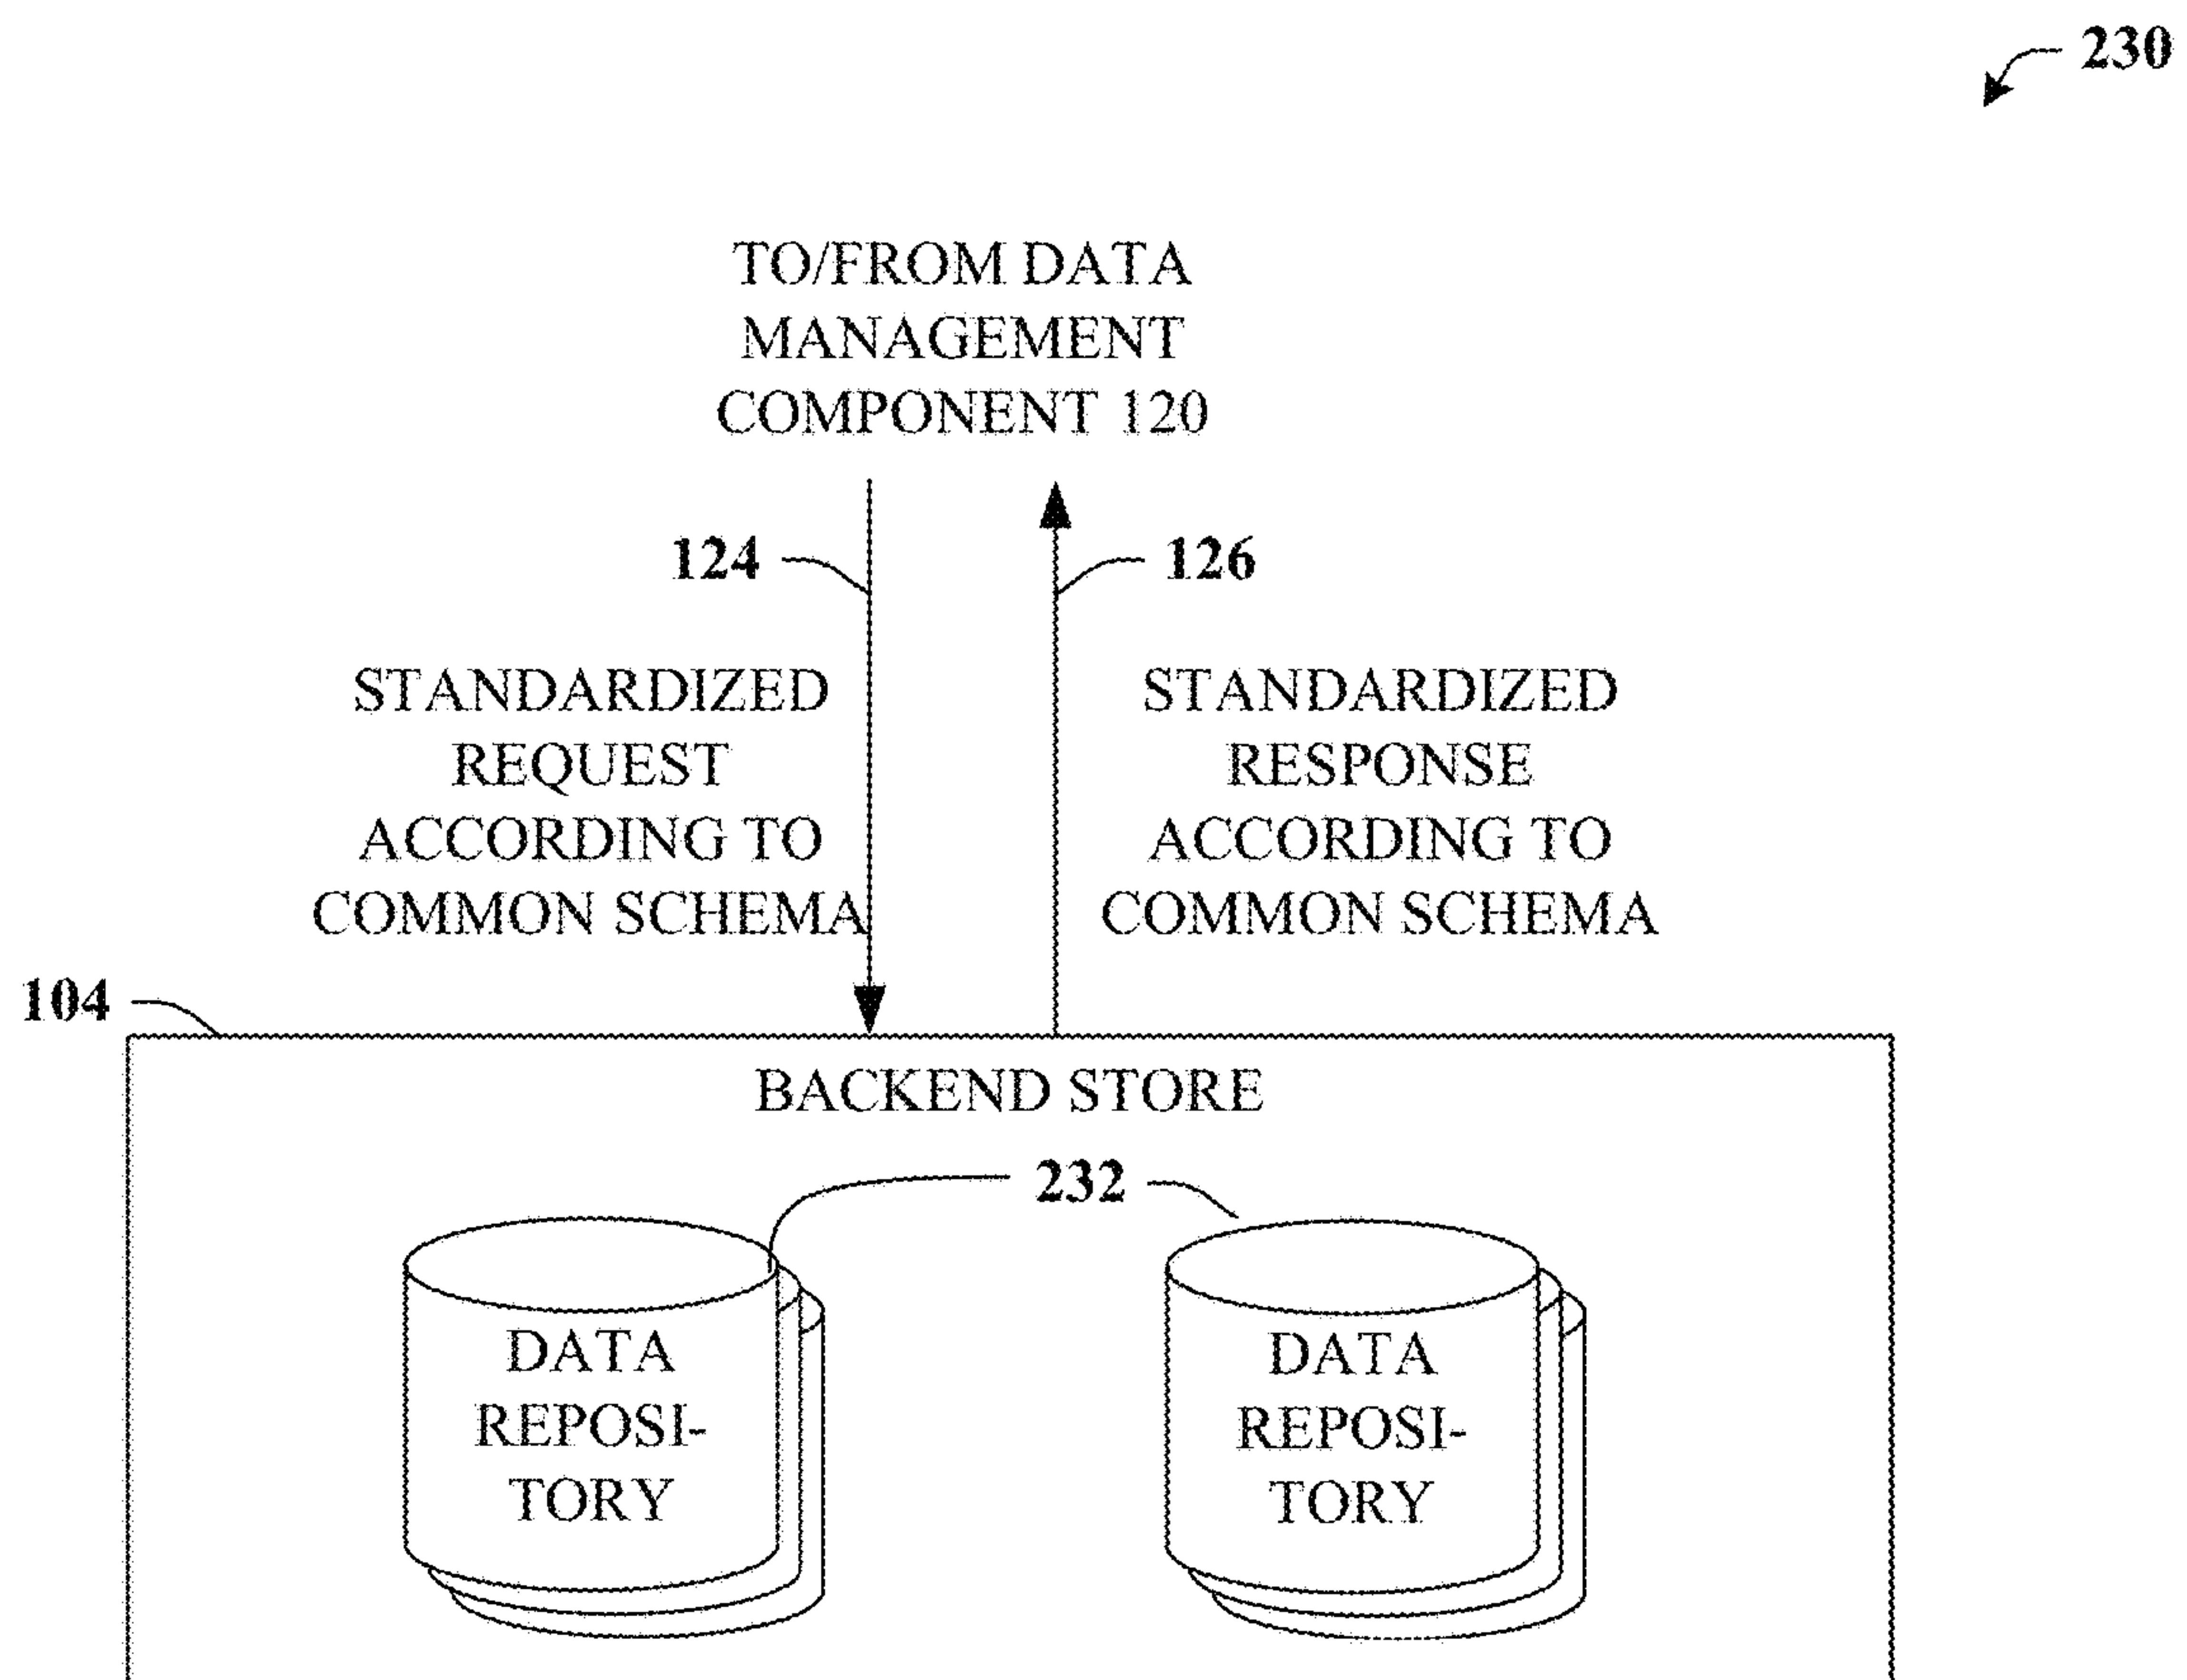 230
TO/FROM DATA
MANAGEMENT
COMPONENT 120
124
126
STANDARDIZED
REQUEST
ACCORDING TO
COMMON SCHEMA
STANDARDIZED
RESPONSE
ACCORDING TO
COMMON SCHEMA
104
BACKEND STORE
232
DATA
REPOSI-
TORY
DATA
REPOSI-
TORY